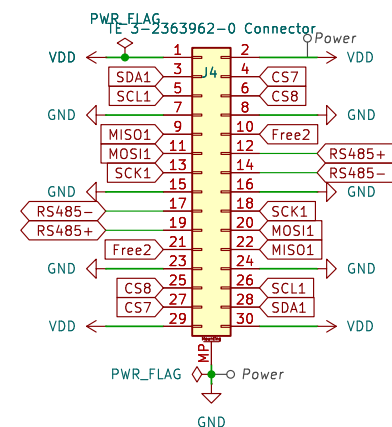 PWR_FLAG
TE 3-2363962-0 Connector
Power
VDD 1 2 VDD
J4
SDA1 3 4 CS7
SCL1 5 6 CS8
GND 7 8 GND
MISO1 9 10 Free2
MOSI1 11 12 RS485+
SCK1 13 14 RS485-
GND 15 16 GND
RS485- 17 18 SCK1
RS485+ 19 20 MOSI1
Free2 21 22 MISO1
GND 23 24 GND
CS8 25 26 SCL1
CS7 27 28 SDA1
VDD 29 30 VDD
MP
PWR_FLAG Power
GND